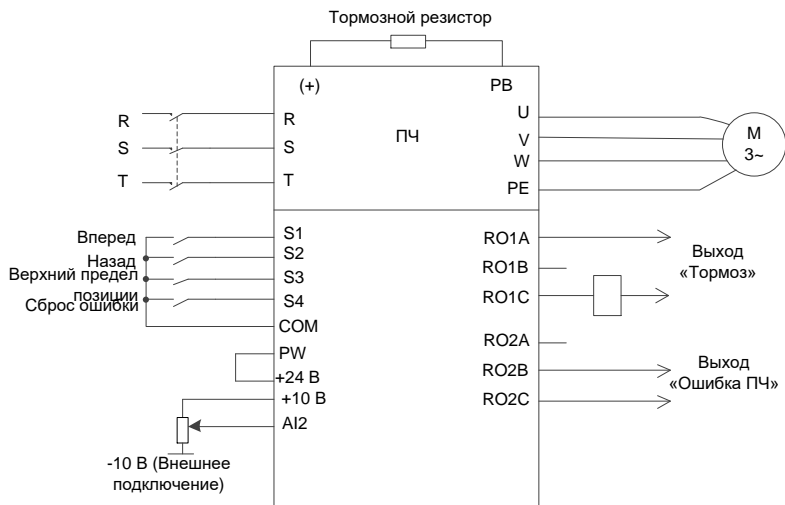 Тормозной резистор
(+)
PB
R
R
S
S
T
T
ПЧ
U
V
W
PE
M
3~
Вперед
Назад
Верхний предел
позиции
Сброс ошибки
S1
S2
S3
S4
COM
PW
+24 В
+10 В
AI2
-10 В (Внешнее
подключение)
RO1A
RO1B
RO1C
RO2A
RO2B
RO2C
Выход
«Тормоз»
Выход
«Ошибка ПЧ»